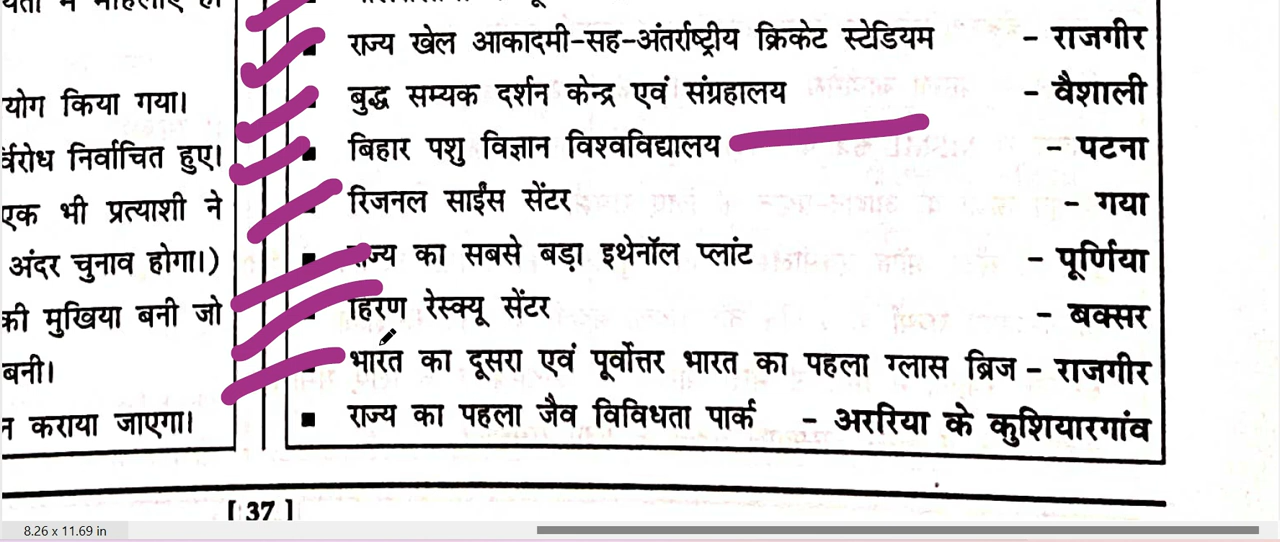 राज्य खेल आकादमी-सह-अंतर्राष्ट्रीय क्रिकेट स्टेडियम - राजगीर
योग किया गया।
बुद्ध सम्यक दर्शन केन्द्र एवं संग्रहालय - वैशाली
र्विरोध निर्वाचित हुए।
बिहार पशु विज्ञान विश्वविद्यालय - पटना
एक भी प्रत्याशी ने
रिजनल साईंस सेंटर - गया
अंदर चुनाव होगा।)
राज्य का सबसे बड़ा इथेनॉल प्लांट - पूर्णिया
की मुखिया बनी जो
हिरण रेस्क्यू सेंटर - बक्सर
बनी।
भारत का दूसरा एवं पूर्वोत्तर भारत का पहला ग्लास ब्रिज - राजगीर
न कराया जाएगा।
राज्य का पहला जैव विविधता पार्क - अररिया के कुशियारगांव
[ 37 ]
8.26 x 11.69 in